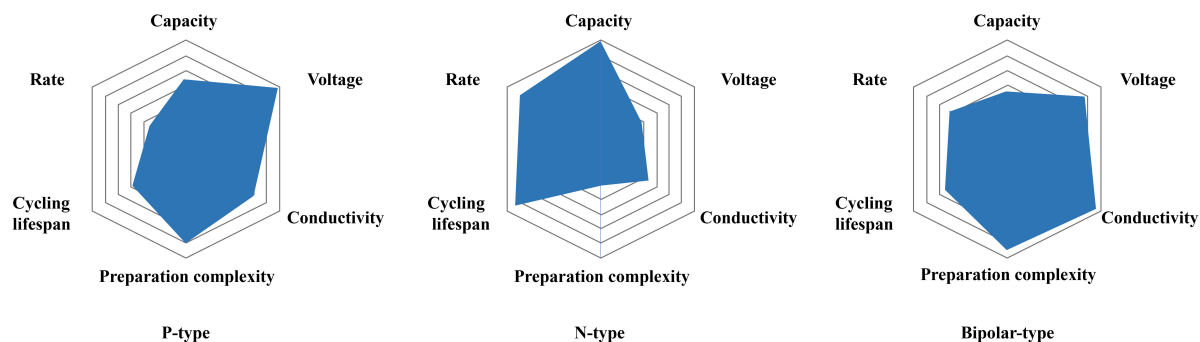 Capacity
Rate
Voltage
Cycling
lifespan
Conductivity
Preparation complexity
P-type
Capacity
Rate
Voltage
Cycling
lifespan
Conductivity
Preparation complexity
N-type
Capacity
Rate
Voltage
Cycling
lifespan
Conductivity
Preparation complexity
Bipolar-type